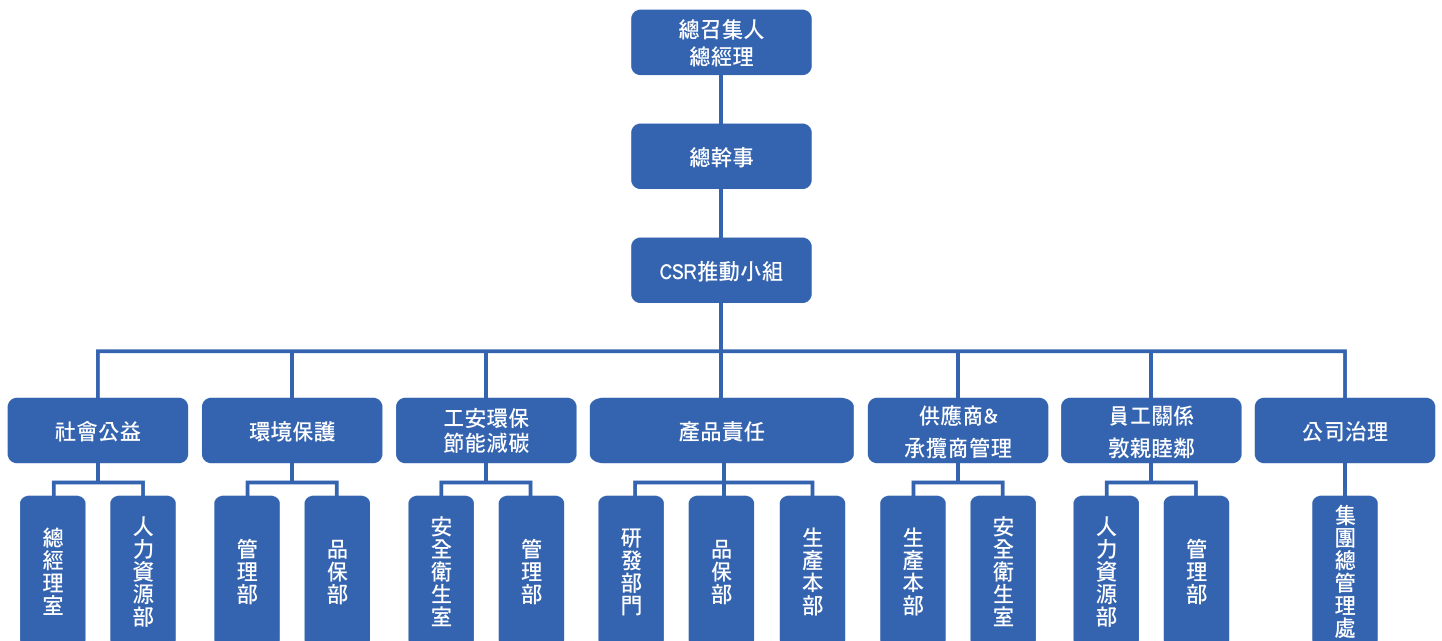 總召集人
總經理
總幹事
CSR推動小組
社會公益
環境保護
工安環保
節能減碳
產品責任
供應商&
承攬商管理
員工關係
敦親睦鄰
公司治理
總經理室
人力資源部
管理部
品保部
安全衛生室
管理部
研發部門
品保部
生產本部
生產本部
安全衛生室
人力資源部
管理部
集團總管理處